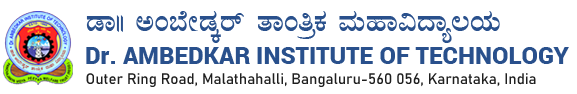 ಡಾ॥ ಅಂಬೇಡ್ಕರ್ ತಾಂತ್ರಿಕ ಮಹಾವಿದ್ಯಾಲಯ
Dr. AMBEDKAR INSTITUTE OF TECHNOLOGY
Outer Ring Road, Malathahalli, Bangaluru-560 056, Karnataka, India